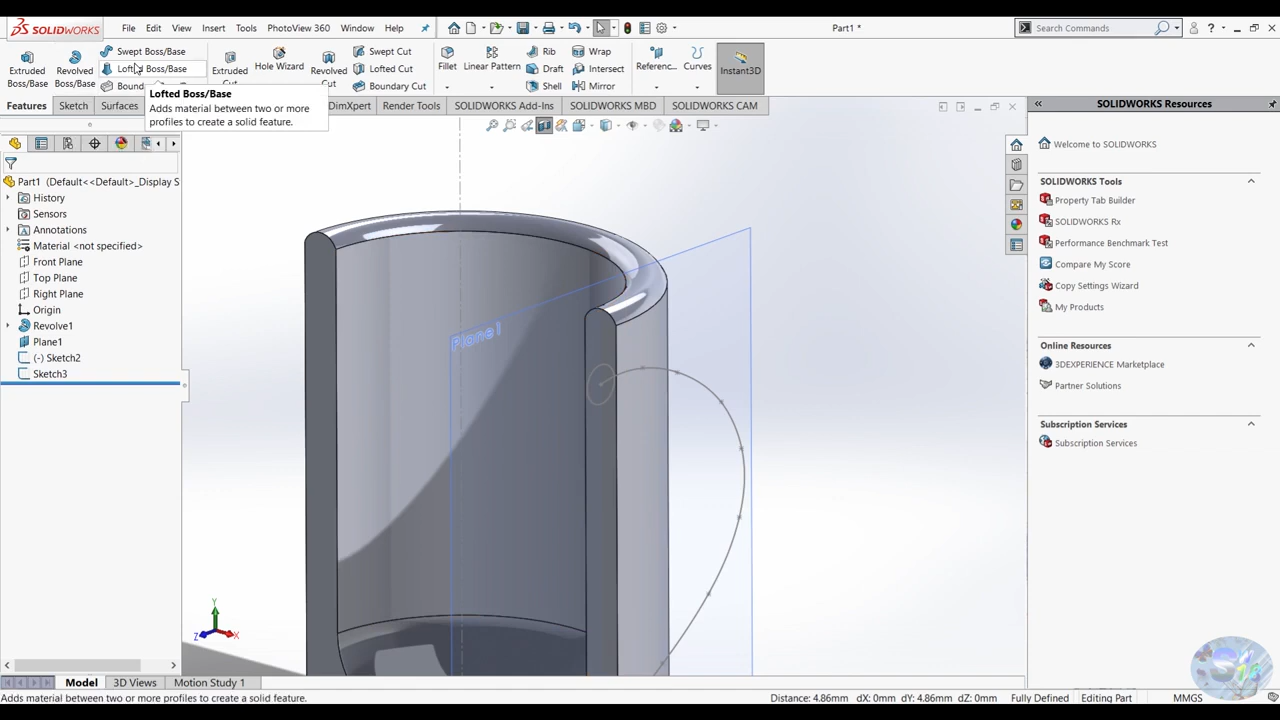 SOLIDWORKS
File Edit View Insert Tools PhotoView 360 Window Help
Part1 *
Search Commands
Extruded Boss/Base
Revolved Boss/Base
Swept Boss/Base
Lofted Boss/Base
Extruded
Hole Wizard
Revolved Cut
Swept Cut
Lofted Cut
Boundary Cut
Fillet
Linear Pattern
Rib
Draft
Shell
Wrap
Intersect
Mirror
Referenc...
Curves
Instant3D
Lofted Boss/Base
Adds material between two or more
profiles to create a solid feature.
Features Sketch Surfaces Render Tools SOLIDWORKS Add-Ins SOLIDWORKS MBD SOLIDWORKS CAM
Part1 (Default<<Default>_Display S
History
Sensors
Annotations
Material <not specified>
Front Plane
Top Plane
Right Plane
Origin
Revolve1
Plane1
(-) Sketch2
Sketch3
Plane1
SOLIDWORKS Resources
Welcome to SOLIDWORKS
SOLIDWORKS Tools
Property Tab Builder
SOLIDWORKS Rx
Performance Benchmark Test
Compare My Score
Copy Settings Wizard
My Products
Online Resources
3DEXPERIENCE Marketplace
Partner Solutions
Subscription Services
Subscription Services
Y
Z
X
Model 3D Views Motion Study 1
Adds material between two or more profiles to create a solid feature.
Distance: 4.86mm dX: 0mm dY: 4.86mm dZ: 0mm Fully Defined Editing Part MMGS